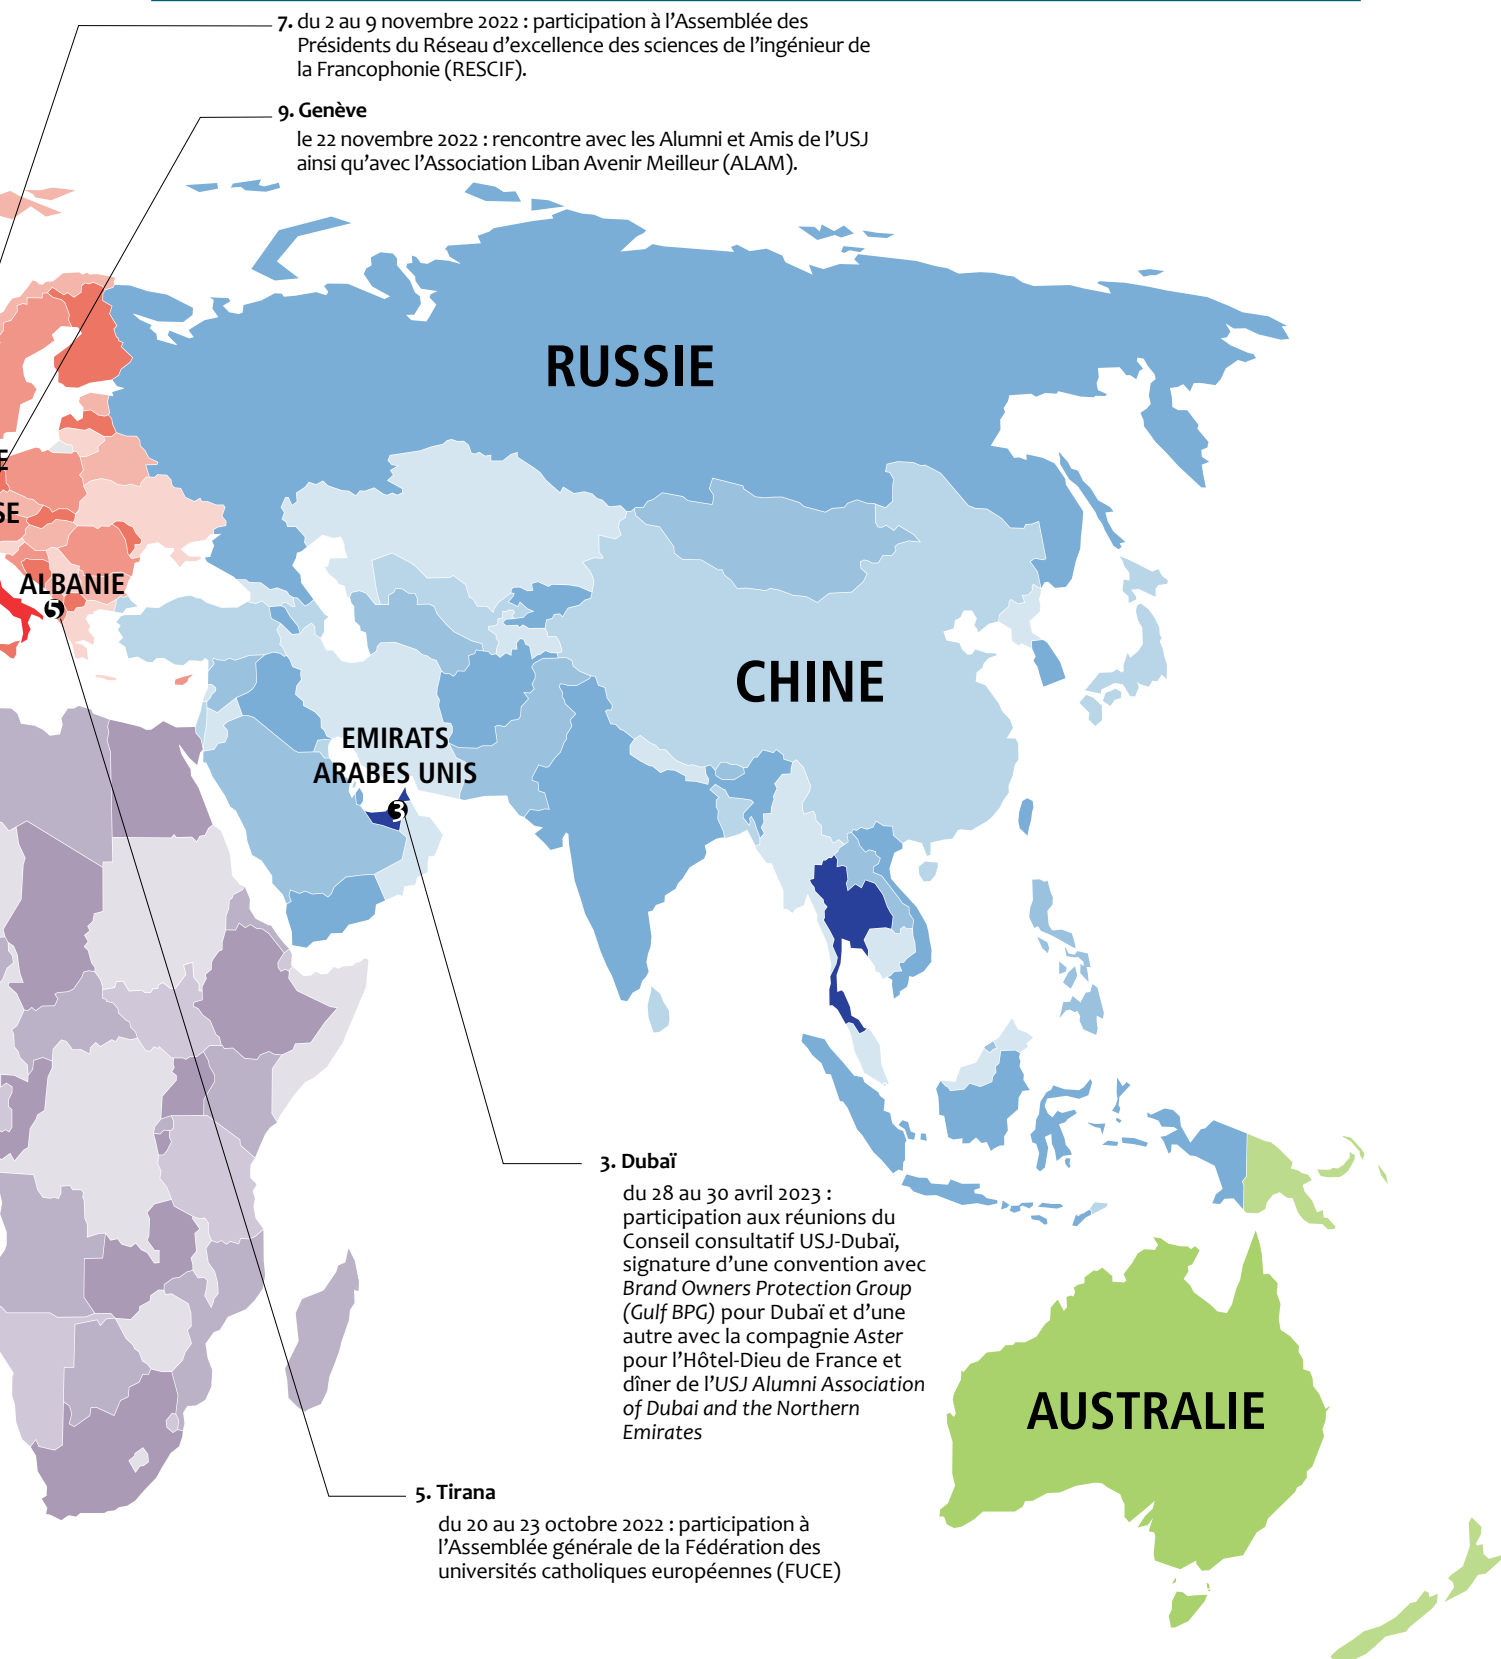 7. du 2 au 9 novembre 2022 : participation à l’Assemblée des
Présidents du Réseau d’excellence des sciences de l’ingénieur de
la Francophonie (RESCIF).
9. Genève
le 22 novembre 2022 : rencontre avec les Alumni et Amis de l’USJ
ainsi qu’avec l’Association Liban Avenir Meilleur (ALAM).
RUSSIE
E
SE
ALBANIE
5
CHINE
EMIRATS
ARABES UNIS
3
3. Dubaï
du 28 au 30 avril 2023 :
participation aux réunions du
Conseil consultatif USJ-Dubaï,
signature d’une convention avec
Brand Owners Protection Group
(Gulf BPG) pour Dubaï et d’une
autre avec la compagnie Aster
pour l’Hôtel-Dieu de France et
dîner de l’USJ Alumni Association
of Dubai and the Northern
Emirates
AUSTRALIE
5. Tirana
du 20 au 23 octobre 2022 : participation à
l’Assemblée générale de la Fédération des
universités catholiques européennes (FUCE)